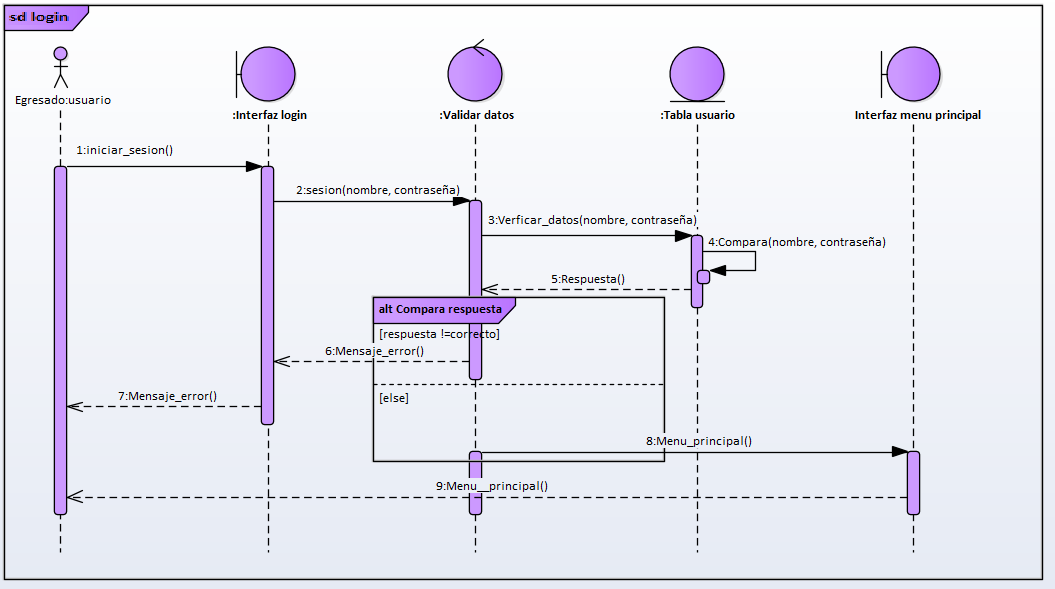 sd login
Egresado:usuario
:Interfaz login
:Validar datos
:Tabla usuario
Interfaz menu principal
1:iniciar_sesion()
2:sesion(nombre, contraseña)
3:Verficar_datos(nombre, contraseña)
4:Compara(nombre, contraseña)
5:Respuesta()
alt Compara respuesta
[respuesta !=correcto]
6:Mensaje_error()
7:Mensaje_error()
[else]
8:Menu_principal()
9:Menu__principal()